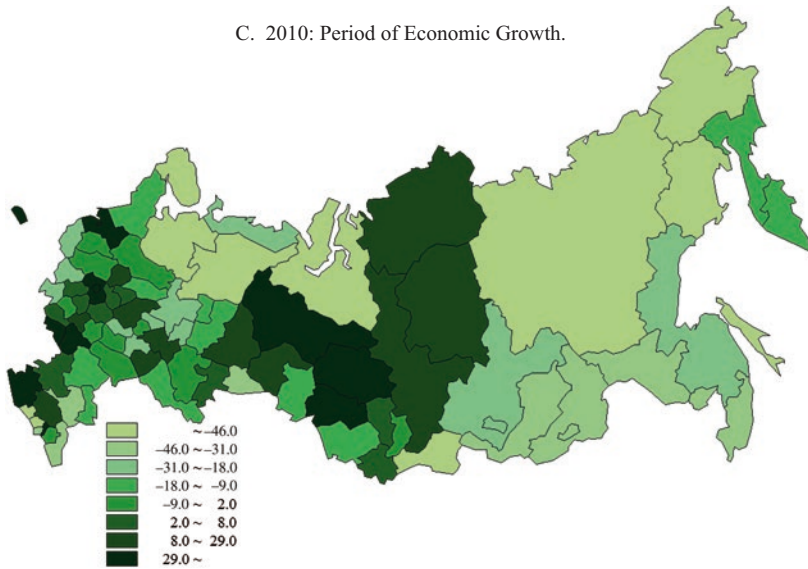 C. 2010: Period of Economic Growth.
~ –46.0
–46.0 ~ –31.0
–31.0 ~ –18.0
–18.0 ~ –9.0
–9.0 ~ 2.0
2.0 ~ 8.0
8.0 ~ 29.0
29.0 ~